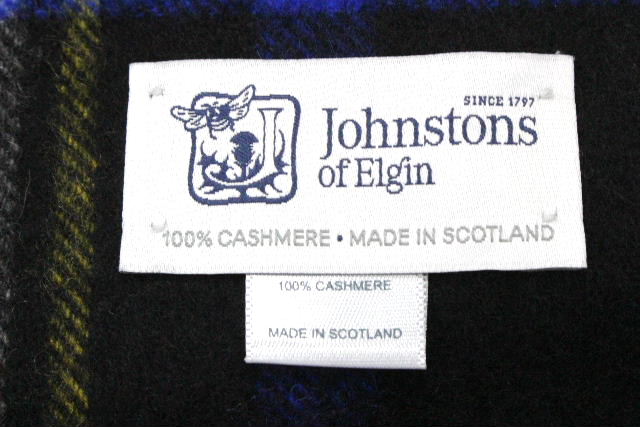 SINCE 1797
Johnstons
of Elgin
100% CASHMERE • MADE IN SCOTLAND
100% CASHMERE
MADE IN SCOTLAND